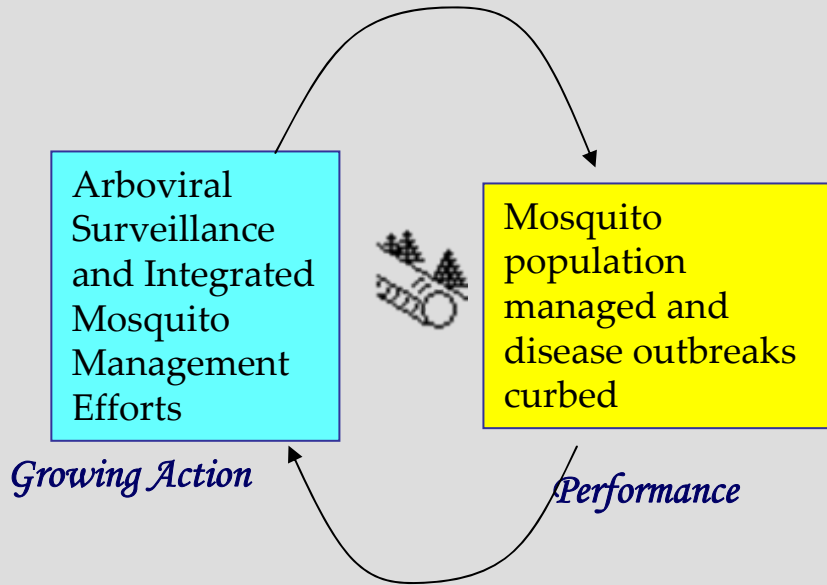 Arboviral
Surveillance
and Integrated
Mosquito
Management
Efforts
Growing Action
Mosquito
population
managed and
disease outbreaks
curbed
Performance